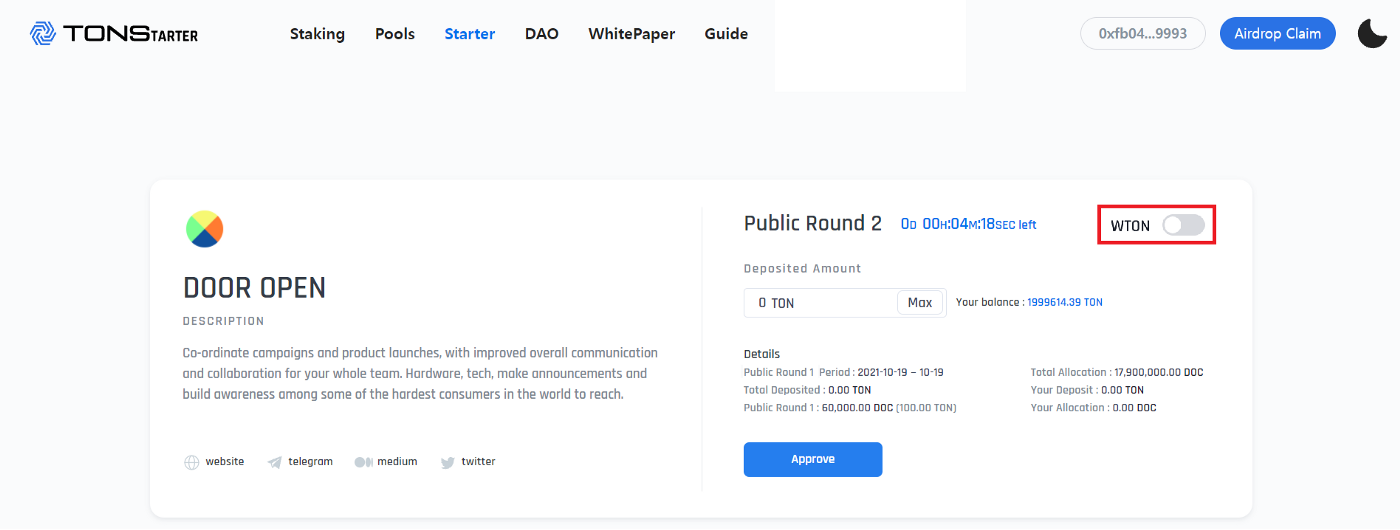 TONSTARTER Staking Pools Starter DAO WhitePaper Guide 0xfb04...9993 Airdrop Claim
DOOR OPEN
DESCRIPTION
Co-ordinate campaigns and product launches, with improved overall communication
and collaboration for your whole team. Hardware, tech, make announcements and
build awareness among some of the hardest consumers in the world to reach.
website telegram medium twitter
Public Round 2 0D 00H:04M:18SEC left WTON
Deposited Amount
0 TON Max Your balance : 1999614.39 TON
Details
Public Round 1 Period : 2021-10-19 – 10-19 Total Allocation : 17,900,000.00 DOC
Total Deposited : 0.00 TON Your Deposit : 0.00 TON
Public Round 1 : 60,000.00 DOC (100.00 TON) Your Allocation : 0.00 DOC
Approve